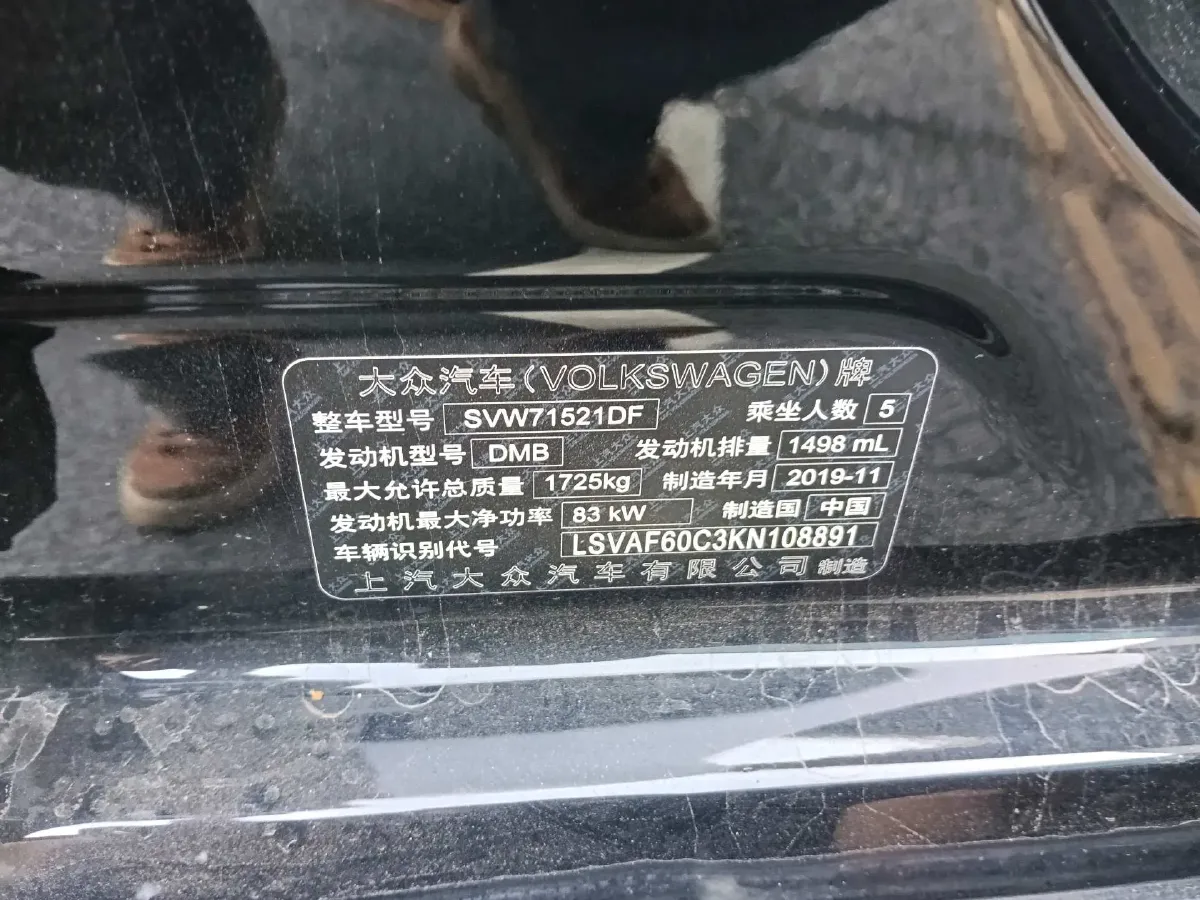 大众汽车(VOLKSWAGEN)牌
整车型号 SVW71521DF 乘坐人数 5
发动机型号 DMB 发动机排量 1498 mL
最大允许总质量 1725kg 制造年月 2019-11
发动机最大净功率 83 kW 制造国 中国
车辆识别代号 LSVAF60C3KN108891
上汽大众汽车有限公司 制造